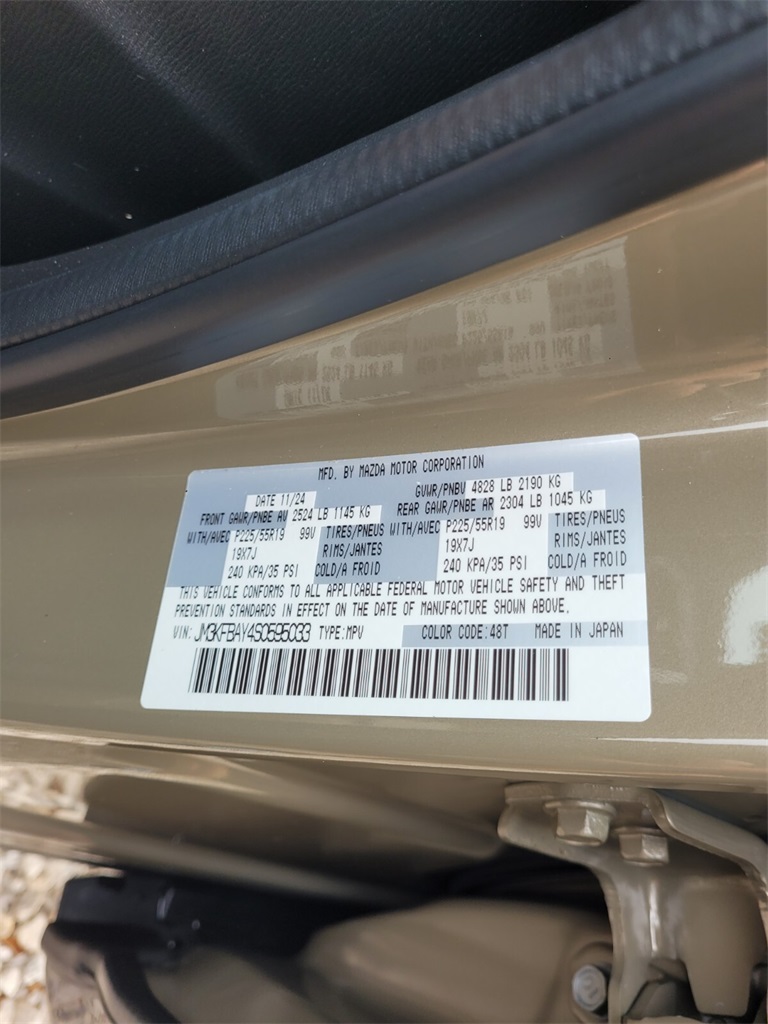 MFD. BY MAZDA MOTOR CORPORATION
DATE 11/24 GVWR/PNBV 4828 LB 2190 KG
FRONT GAWR/PNBE AV 2524 LB 1145 KG REAR GAWR/PNBE AR 2304 LB 1045 KG
WITH/AVEC P225/55R19 99V TIRES/PNEUS WITH/AVEC P225/55R19 99V TIRES/PNEUS
19X7J RIMS/JANTES 19X7J RIMS/JANTES
240 KPA/35 PSI COLD/A FROID 240 KPA/35 PSI COLD/A FROID
THIS VEHICLE CONFORMS TO ALL APPLICABLE FEDERAL MOTOR VEHICLE SAFETY AND THEFT
PREVENTION STANDARDS IN EFFECT ON THE DATE OF MANUFACTURE SHOWN ABOVE.
VIN: JM3KFBAY4S0595033 TYPE:MPV COLOR CODE:48T MADE IN JAPAN